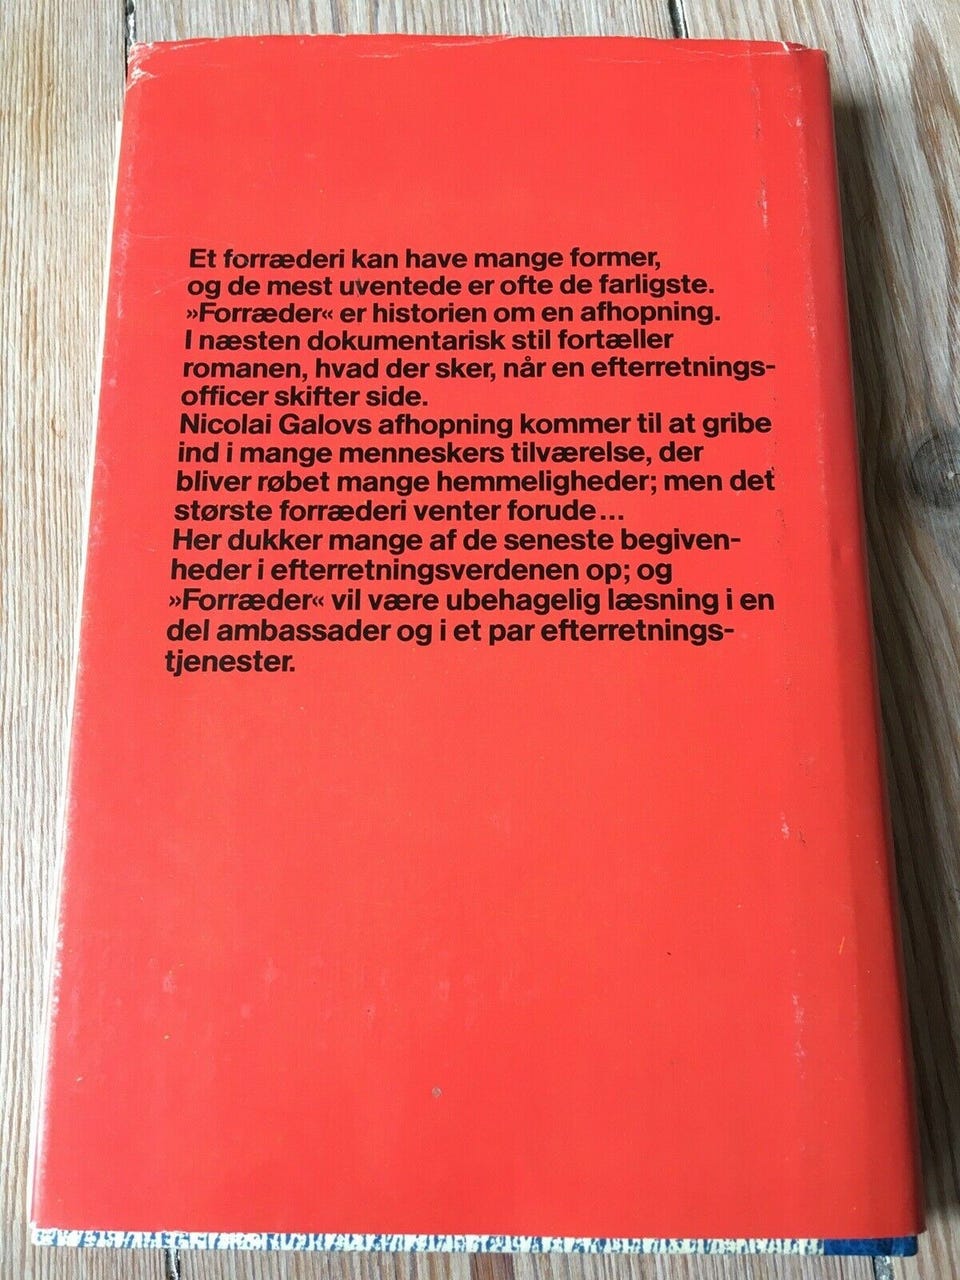 Et forræderi kan have mange former,
og de mest uventede er ofte de farligste.
»Forræder« er historien om en afhopning.
I næsten dokumentarisk stil fortæller
romanen, hvad der sker, når en efterretnings-
officer skifter side.
Nicolai Galovs afhopning kommer til at gribe
ind i mange menneskers tilværelse, der
bliver røbet mange hemmeligheder; men det
største forræderi venter forude...
Her dukker mange af de seneste begiven-
heder i efterretningsverdenen op; og
»Forræder« vil være ubehagelig læsning i en
del ambassader og i et par efterretnings-
tjenester.